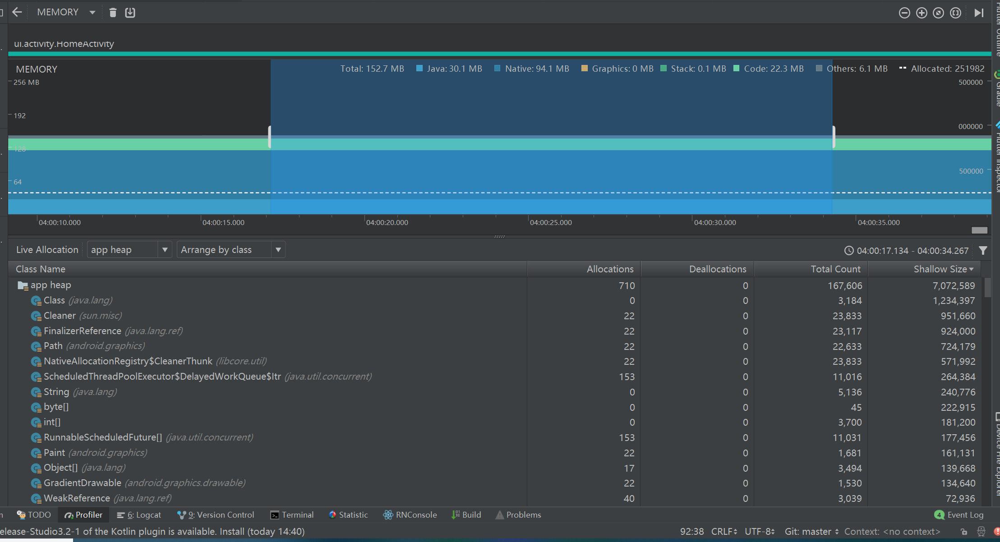 MEMORY
ui.activity.HomeActivity
MEMORY
Total: 152.7 MB Java: 30.1 MB Native: 94.1 MB Graphics: 0 MB Stack: 0.1 MB Code: 22.3 MB Others: 6.1 MB Allocated: 251982
256 MB 500000
192 000000
128
64 500000
04:00:10.000 04:00:15.000 04:00:20.000 04:00:25.000 04:00:30.000 04:00:35.000
Live Allocation app heap Arrange by class 04:00:17.134 - 04:00:34.267
Class Name Allocations Deallocations Total Count Shallow Size
app heap 710 0 167,606 7,072,589
Class (java.lang) 0 0 3,184 1,234,397
Cleaner (sun.misc) 22 0 23,833 951,660
FinalizerReference (java.lang.ref) 22 0 23,117 924,000
Path (android.graphics) 22 0 22,633 724,179
NativeAllocationRegistry$CleanerThunk (libcore.util) 22 0 23,833 571,992
ScheduledThreadPoolExecutor$DelayedWorkQueue$Itr (java.util.concurrent) 153 0 11,016 264,384
String (java.lang) 0 0 5,136 240,776
byte[] 0 0 45 222,915
int[] 0 0 3,700 181,200
RunnableScheduledFuture[] (java.util.concurrent) 153 0 11,031 177,456
Paint (android.graphics) 22 0 1,681 161,131
Object[] (java.lang) 17 0 3,494 139,668
GradientDrawable (android.graphics.drawable) 22 0 1,530 134,640
WeakReference (java.lang.ref) 40 0 3,039 72,936
TODO Profiler 6: Logcat 9: Version Control Terminal Statistic RNConsole Build Problems 4 Event Log
elease-Studio3.2-1 of the Kotlin plugin is available. Install (today 14:40) 92:38 CRLF UTF-8 Git: master Context: <no context>
Flutter Outline
Gradle
Flutter Inspector
Device File Explorer